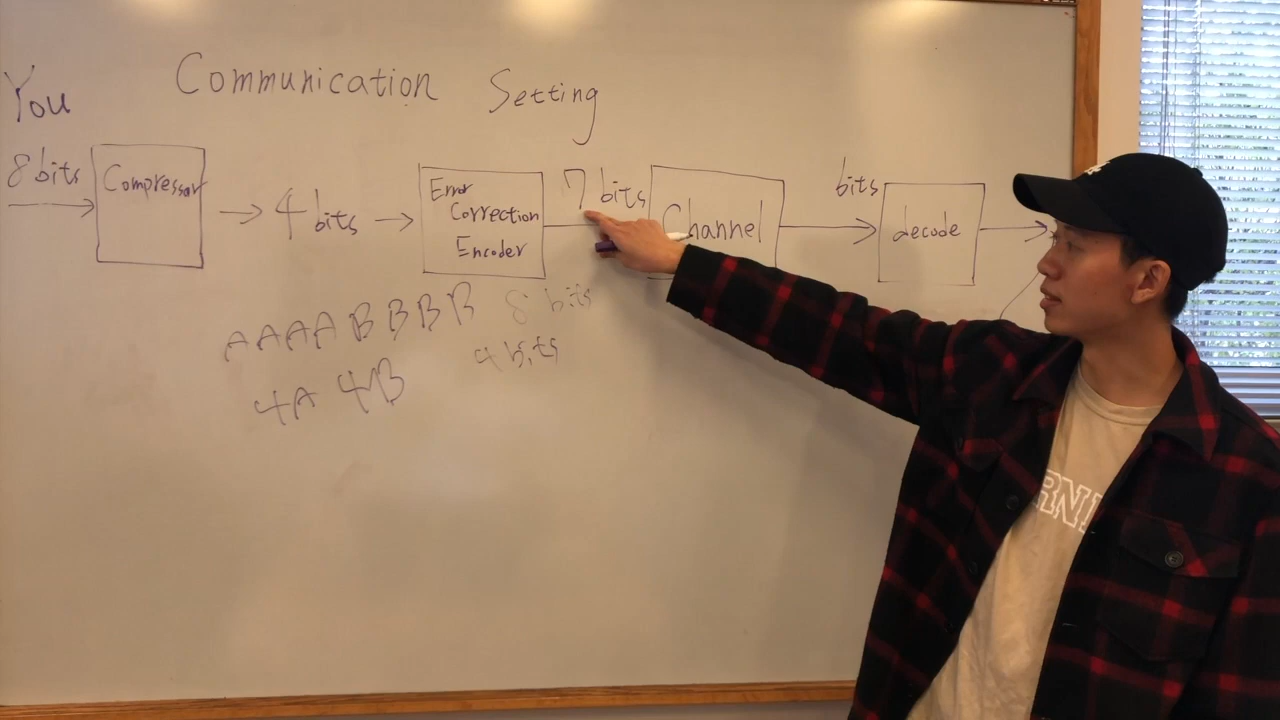 Communication Setting
You
8 bits
Compressor
4 bits
Error
Correction
Encoder
7 bits
Channel
bits
decode
AAAABBBB 8 bits
4A 4B 4 bits
RNI